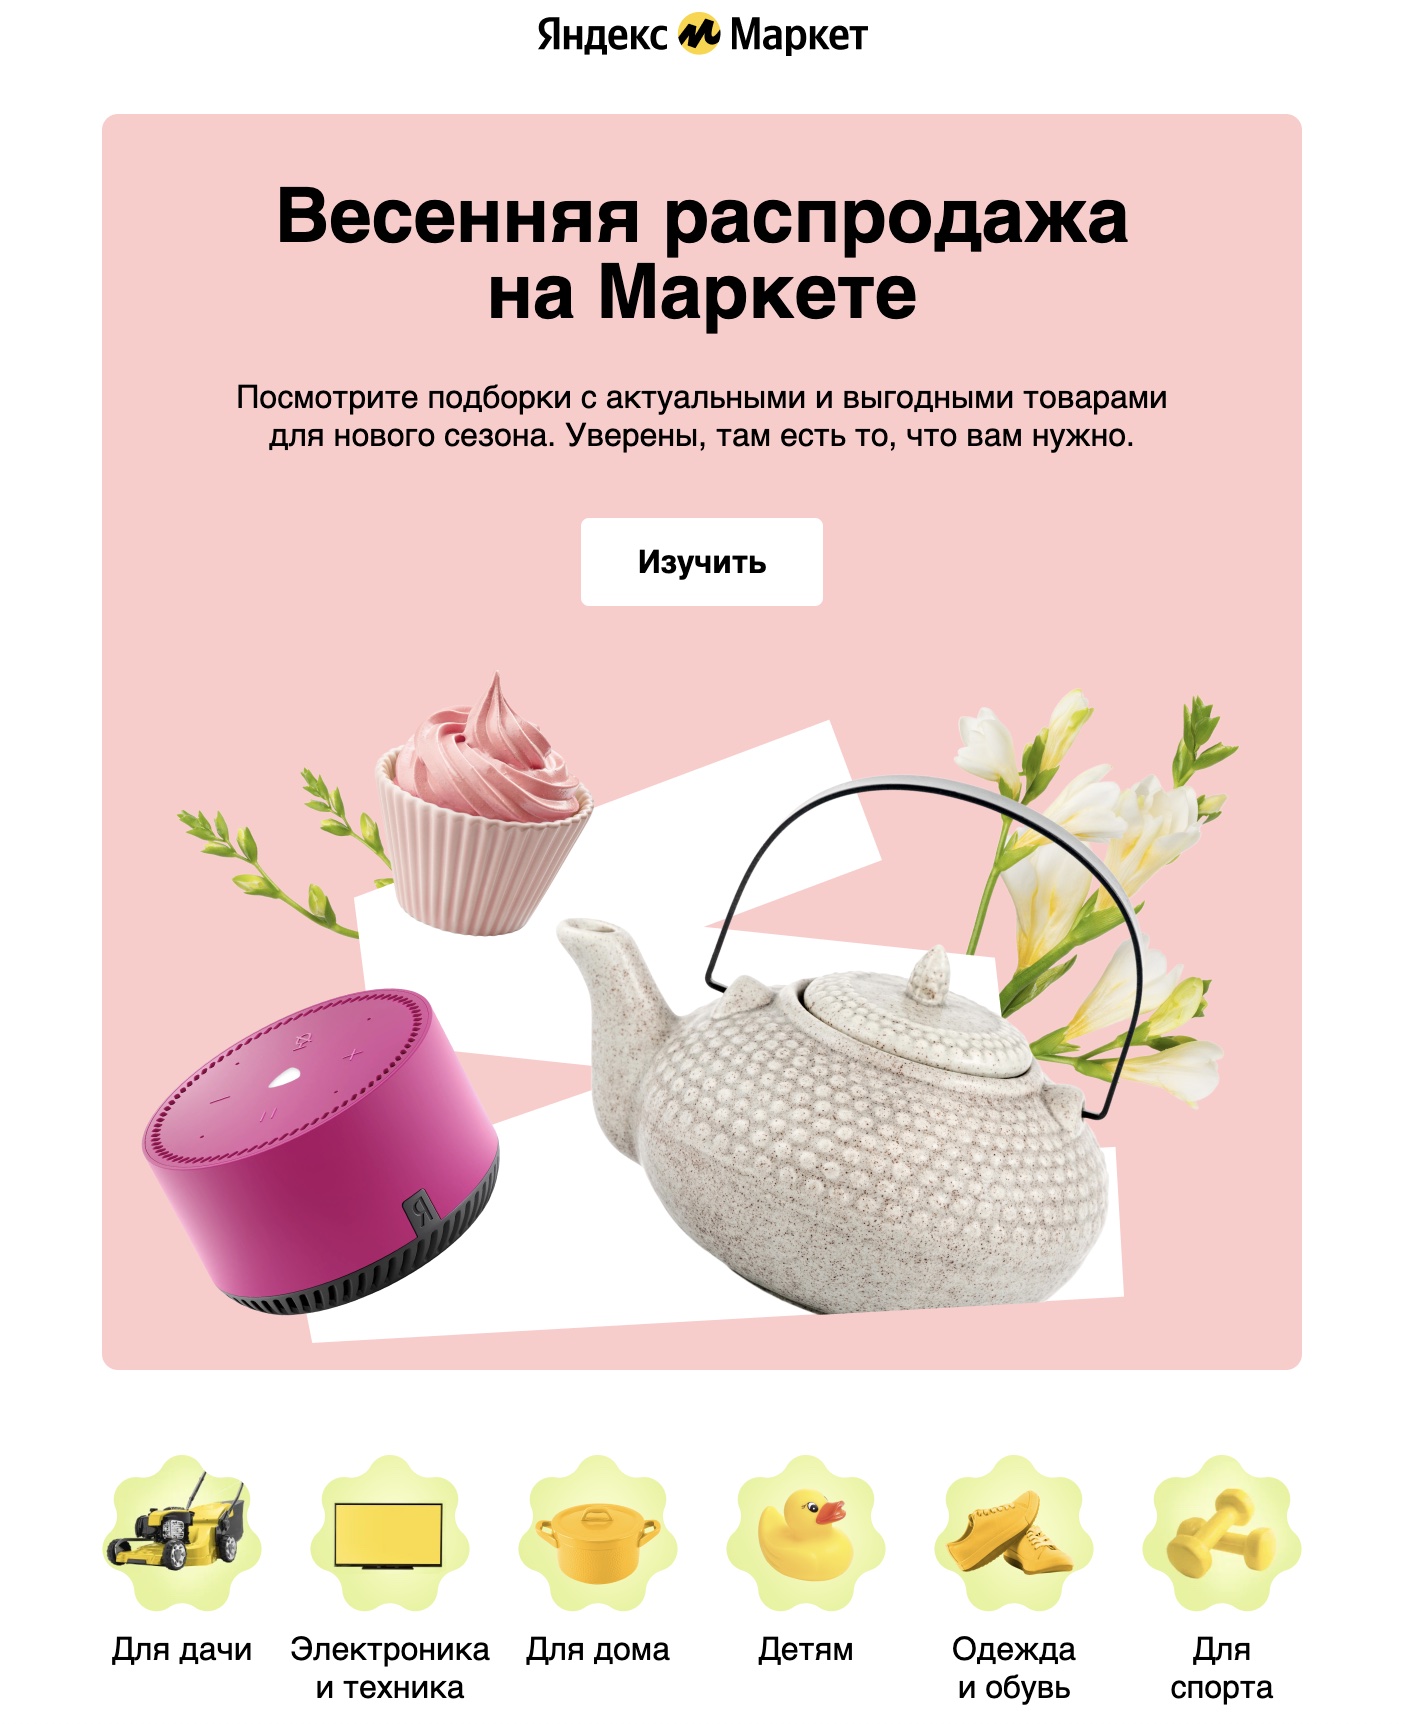 Яндекс Маркет
Весенняя распродажа
на Маркете
Посмотрите подборки с актуальными и выгодными товарами
для нового сезона. Уверены, там есть то, что вам нужно.
Изучить
Я
Для дачи
Электроника
и техника
Для дома
Детям
Одежда
и обувь
Для
спорта